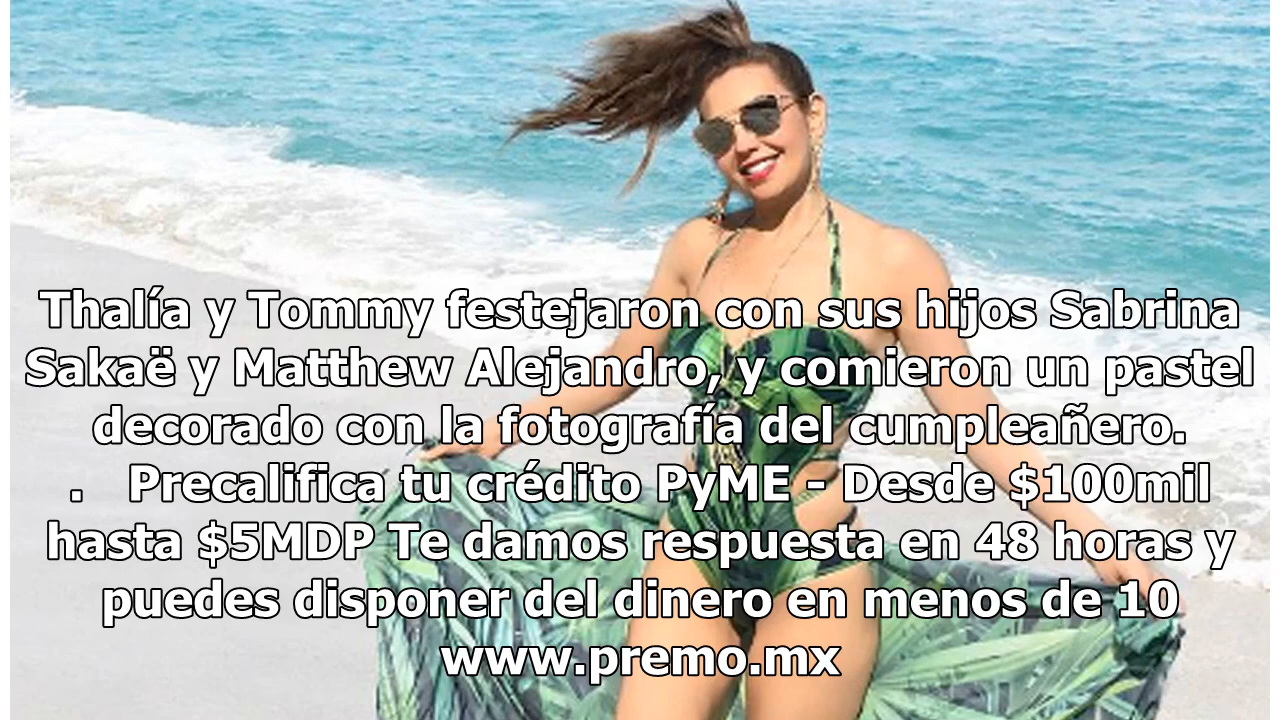 Thalía y Tommy festejaron con sus hijos Sabrina
Sakaë y Matthew Alejandro, y comieron un pastel
decorado con la fotografía del cumpleañero.
. Precalifica tu crédito PyME - Desde $100mil
hasta $5MDP Te damos respuesta en 48 horas y
puedes disponer del dinero en menos de 10
www.premo.mx